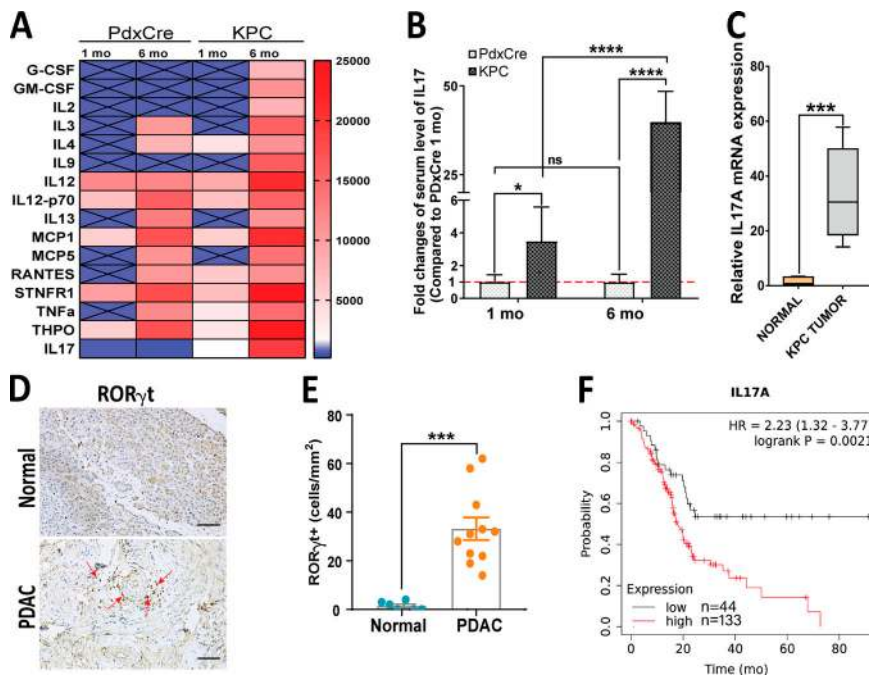 A
PdxCre KPC
1 mo 6 mo 1 mo 6 mo
G-CSF
GM-CSF
IL2
IL3
IL4
IL9
IL12
IL12-p70
IL13
MCP1
MCP5
RANTES
STNFR1
TNFa
THPO
IL17
25000
20000
15000
10000
5000
B
PdxCre
KPC
Fold changes of serum level of IL17
(Compared to PDxCre 1 mo)
50
25
6
4
2
1
0
****
****
ns
*
1 mo 6 mo
C
Relative IL17A mRNA expression
80
60
40
20
0
***
NORMAL
KPC TUMOR
D
RORγt
Normal
PDAC
E
RORγt+ (cells/mm²)
60
40
20
0
***
Normal PDAC
F
IL17A
HR = 2.23 (1.32 - 3.77
logrank P = 0.0021
Probability
1.0
0.8
0.6
0.4
0.2
0.0
Expression
low n=44
high n=133
0 20 40 60 80
Time (mo)